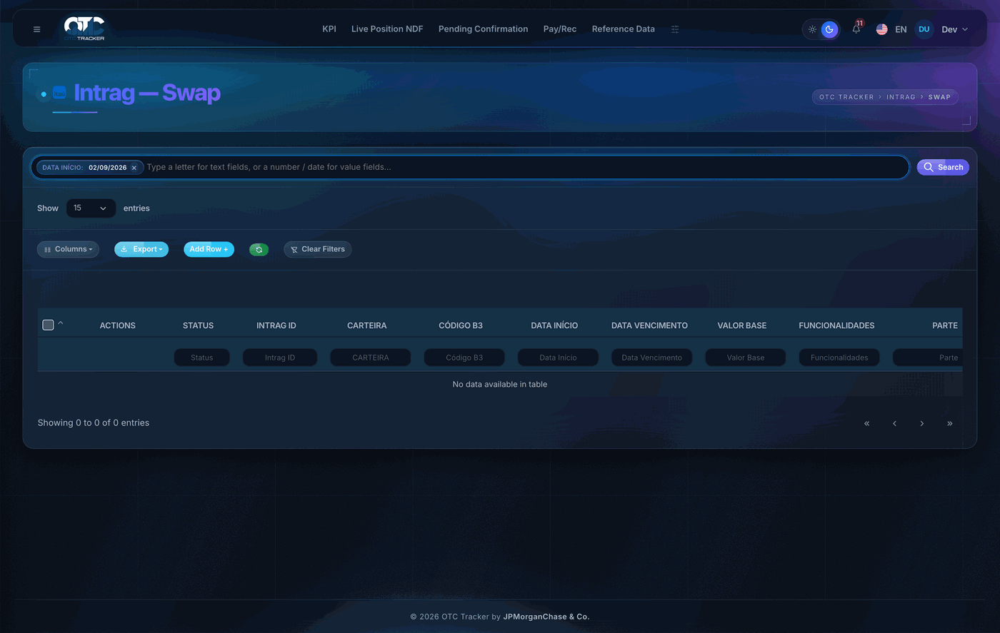 OTC
TRACKER
KPI Live Position NDF Pending Confirmation Pay/Rec Reference Data
11
EN DU Dev
itaú Intrag — Swap
OTC TRACKER › INTRAG › SWAP
DATA INÍCIO: 02/09/2026 × Type a letter for text fields, or a number / date for value fields...
Search
Show 15 entries
Columns Export Add Row + Clear Filters
ACTIONS STATUS INTRAG ID CARTEIRA CÓDIGO B3 DATA INÍCIO DATA VENCIMENTO VALOR BASE FUNCIONALIDADES PARTE
Status Intrag ID CARTEIRA Código B3 Data Início Data Vencimento Valor Base Funcionalidades Parte
No data available in table
Showing 0 to 0 of 0 entries
« ‹ › »
© 2026 OTC Tracker by JPMorganChase & Co.